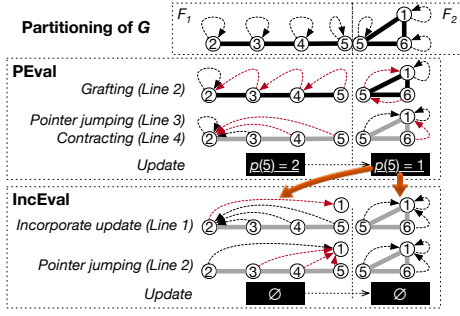 Partitioning of G
F1
F2
1
2 3 4 5 5 6
PEval
Grafting (Line 2)
1
2 3 4 5 5 6
Pointer jumping (Line 3)
1
Contracting (Line 4)
2 3 4 5 5 6
Update
p(5) = 2
p(5) = 1
IncEval
1 1
Incorporate update (Line 1)
2 3 4 5 5 6
1 1
Pointer jumping (Line 2)
2 3 4 5 5 6
Update
∅
∅